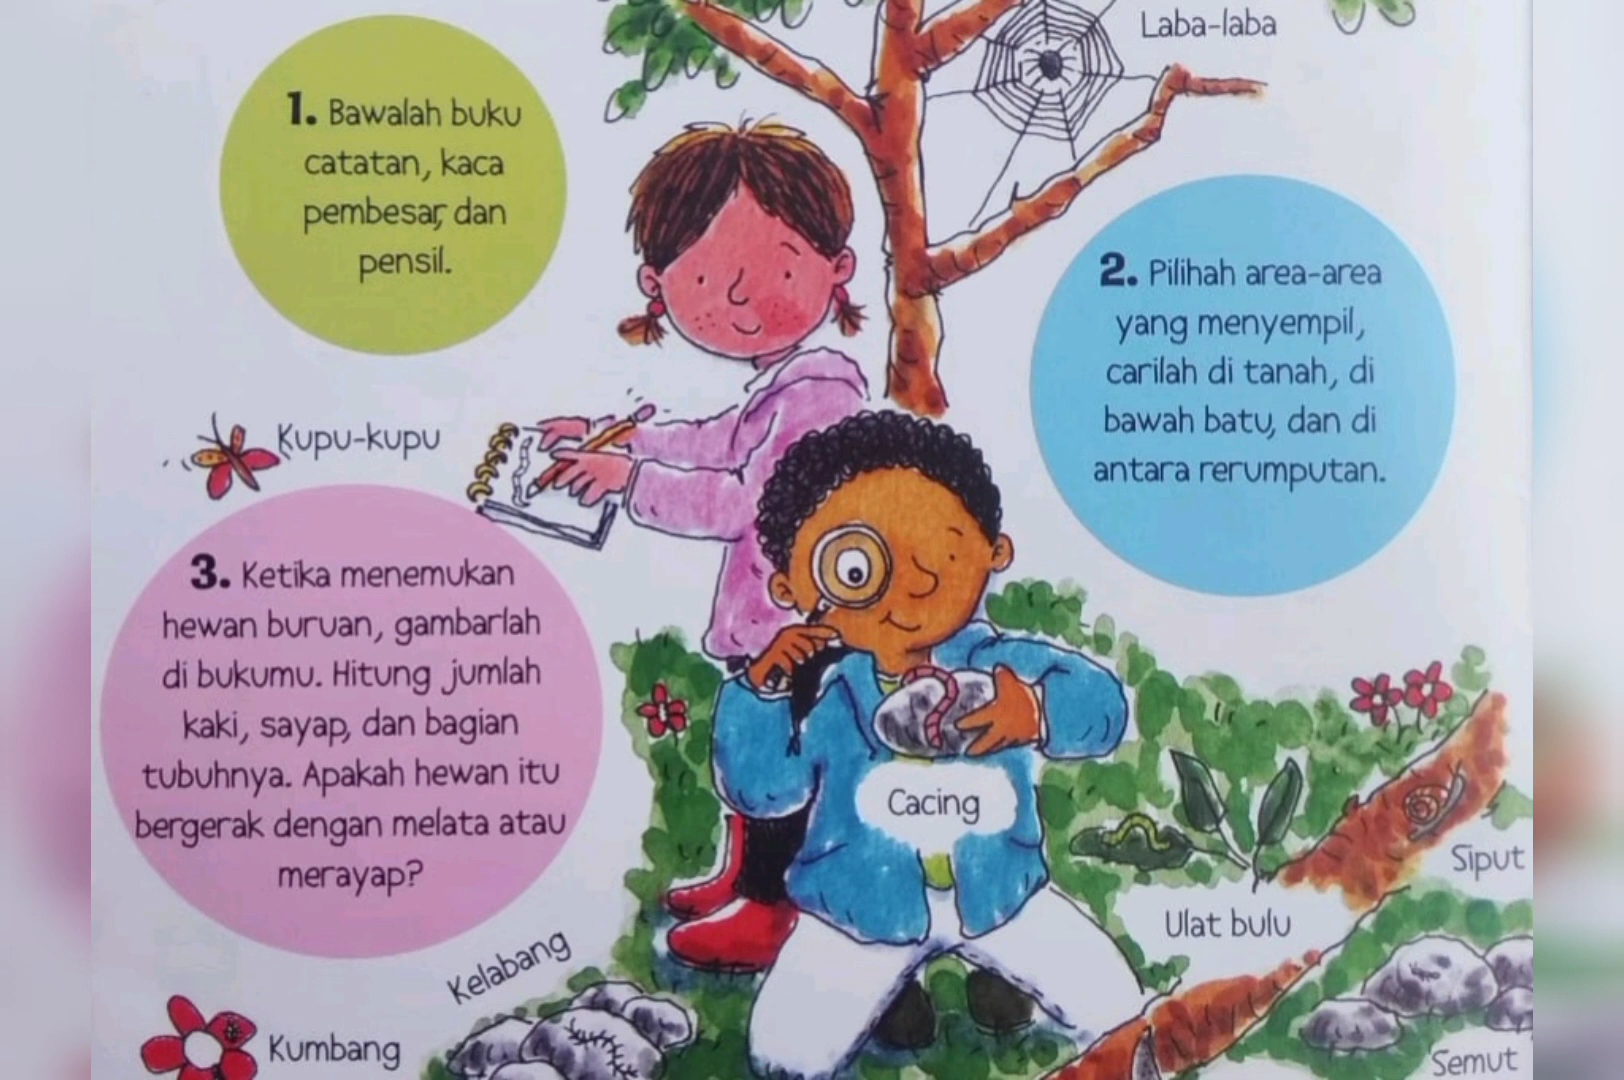 Laba-laba
1. Bawalah buku
catatan, kaca
pembesar, dan
pensil.
2. Pilihah area-area
yang menyempil,
carilah di tanah, di
bawah batu, dan di
antara rerumputan.
Kupu-kupu
3. Ketika menemukan
hewan buruan, gambarlah
di bukumu. Hitung jumlah
kaki, sayap, dan bagian
tubuhnya. Apakah hewan itu
bergerak dengan melata atau
merayap?
Cacing
Siput
Ulat bulu
Kelabang
Kumbang
Semut